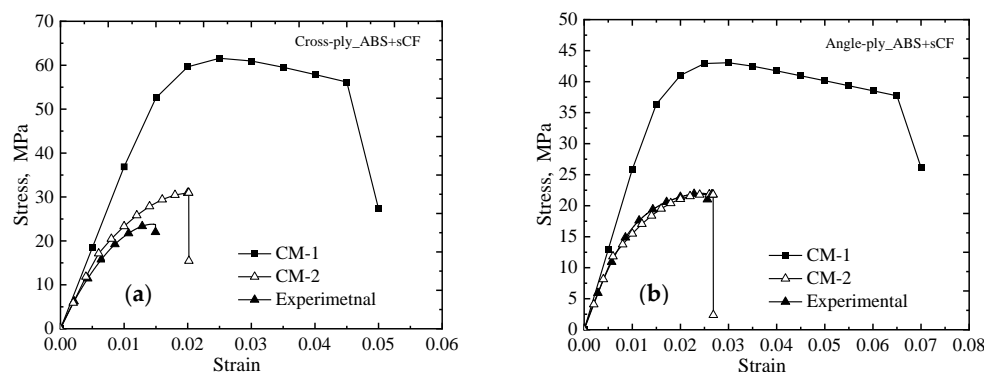 Cross-ply_ABS+sCF
Stress, MPa
70
60
50
40
30
20
10
0
CM-1
CM-2
Experimetnal
(a)
0.00 0.01 0.02 0.03 0.04 0.05 0.06
Strain
Angle-ply_ABS+sCF
Stress, MPa
50
45
40
35
30
25
20
15
10
5
0
CM-1
CM-2
Experimental
(b)
0.00 0.01 0.02 0.03 0.04 0.05 0.06 0.07 0.08
Strain